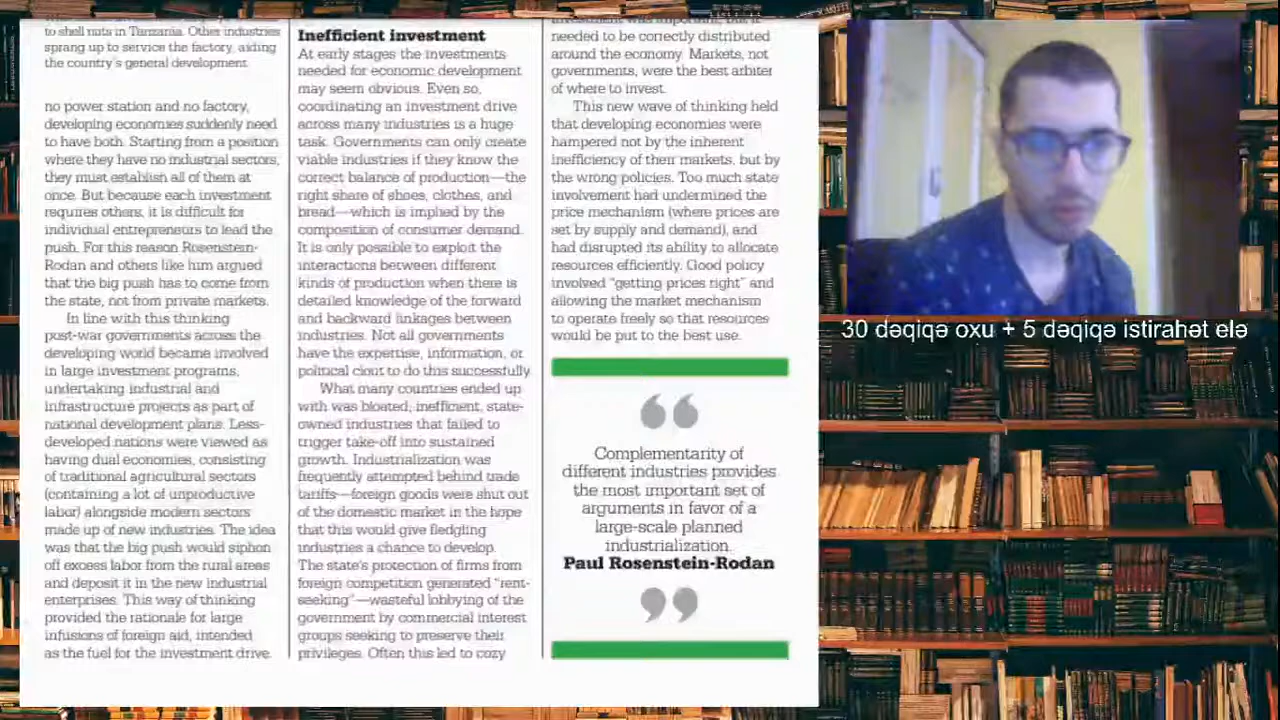 to shell nuts in Tanzania. Other industries
sprang up to service the factory, aiding
the country's general development.
no power station and no factory,
developing economies suddenly need
to have both. Starting from a position
where they have no industrial sectors,
they must establish all of them at
once. But because each investment
requires others, it is difficult for
individual entrepreneurs to lead the
push. For this reason Rosenstein-
Rodan and others like him argued
that the big push has to come from
the state, not from private markets.
In line with this thinking
post-war governments across the
developing world became involved
in large investment programs,
undertaking industrial and
infrastructure projects as part of
national development plans. Less-
developed nations were viewed as
having dual economies, consisting
of traditional agricultural sectors
(containing a lot of unproductive
labor) alongside modern sectors
made up of new industries. The idea
was that the big push would siphon
off excess labor from the rural areas
and deposit it in the new industrial
enterprises. This way of thinking
provided the rationale for large
infusions of foreign aid, intended
as the fuel for the investment drive.
Inefficient investment
At early stages the investments
needed for economic development
may seem obvious. Even so,
coordinating an investment drive
across many industries is a huge
task. Governments can only create
viable industries if they know the
correct balance of production—the
right share of shoes, clothes, and
bread—which is implied by the
composition of consumer demand.
It is only possible to exploit the
interactions between different
kinds of production when there is
detailed knowledge of the forward
and backward linkages between
industries. Not all governments
have the expertise, information, or
political clout to do this successfully.
What many countries ended up
with was bloated, inefficient, state-
owned industries that failed to
trigger take-off into sustained
growth. Industrialization was
frequently attempted behind trade
tariffs—foreign goods were shut out
of the domestic market in the hope
that this would give fledgling
industries a chance to develop.
The state's protection of firms from
foreign competition generated "rent-
seeking"—wasteful lobbying of the
government by commercial interest
groups seeking to preserve their
privileges. Often this led to cozy
investment was important, but it
needed to be correctly distributed
around the economy. Markets, not
governments, were the best arbiter
of where to invest.
This new wave of thinking held
that developing economies were
hampered not by the inherent
inefficiency of their markets, but by
the wrong policies. Too much state
involvement had undermined the
price mechanism (where prices are
set by supply and demand), and
had disrupted its ability to allocate
resources efficiently. Good policy
involved "getting prices right" and
allowing the market mechanism
to operate freely so that resources
would be put to the best use.
“
Complementarity of
different industries provides
the most important set of
arguments in favor of a
large-scale planned
industrialization.
Paul Rosenstein-Rodan
”
30 dəqiqə oxu + 5 dəqiqə istirahət elə